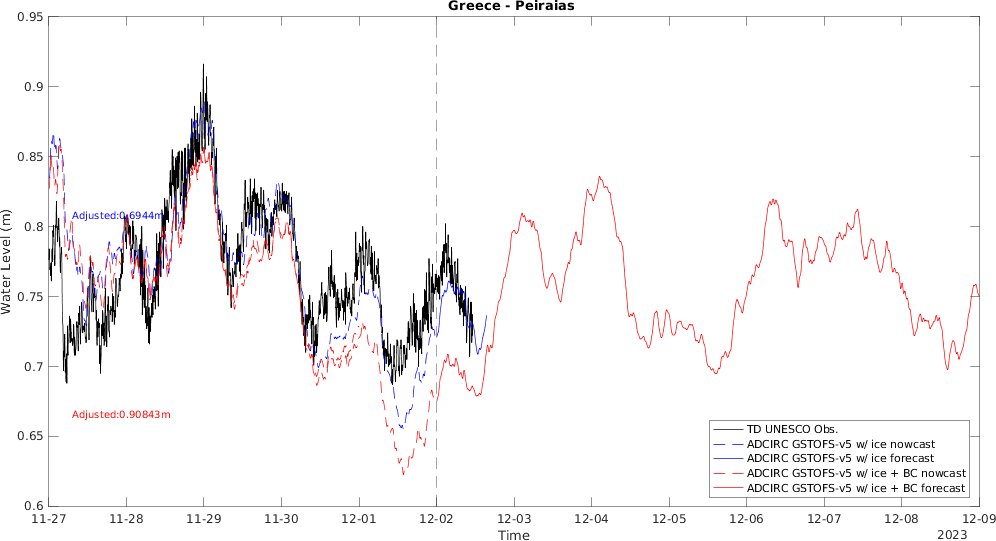 Greece - Peiraias
Water Level (m)
0.95
0.9
0.85
0.8
0.75
0.7
0.65
0.6
Adjusted:0.6944m
Adjusted:0.90843m
TD UNESCO Obs.
ADCIRC GSTOFS-v5 w/ ice nowcast
ADCIRC GSTOFS-v5 w/ ice forecast
ADCIRC GSTOFS-v5 w/ ice + BC nowcast
ADCIRC GSTOFS-v5 w/ ice + BC forecast
11-27 11-28 11-29 11-30 12-01 12-02 12-03 12-04 12-05 12-06 12-07 12-08 12-09
Time
2023